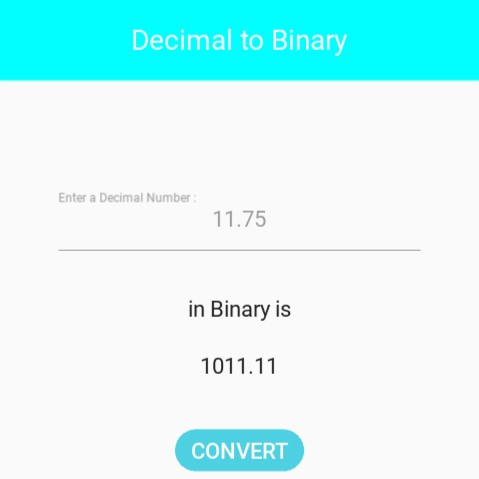 Decimal to Binary
Enter a Decimal Number :
11.75
in Binary is
1011.11
CONVERT